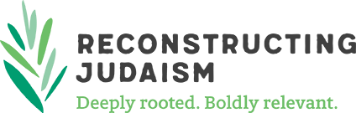 RECONSTRUCTING
JUDAISM
Deeply rooted. Boldly relevant.